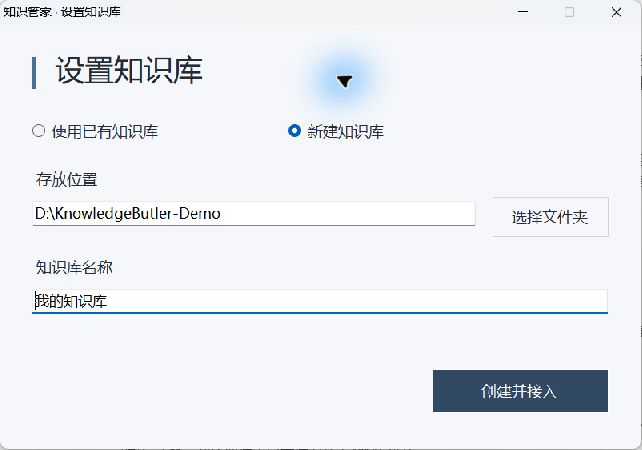 知识管家 · 设置知识库
设置知识库
使用已有知识库
新建知识库
存放位置
D:\KnowledgeButler-Demo
选择文件夹
知识库名称
我的知识库
创建并接入